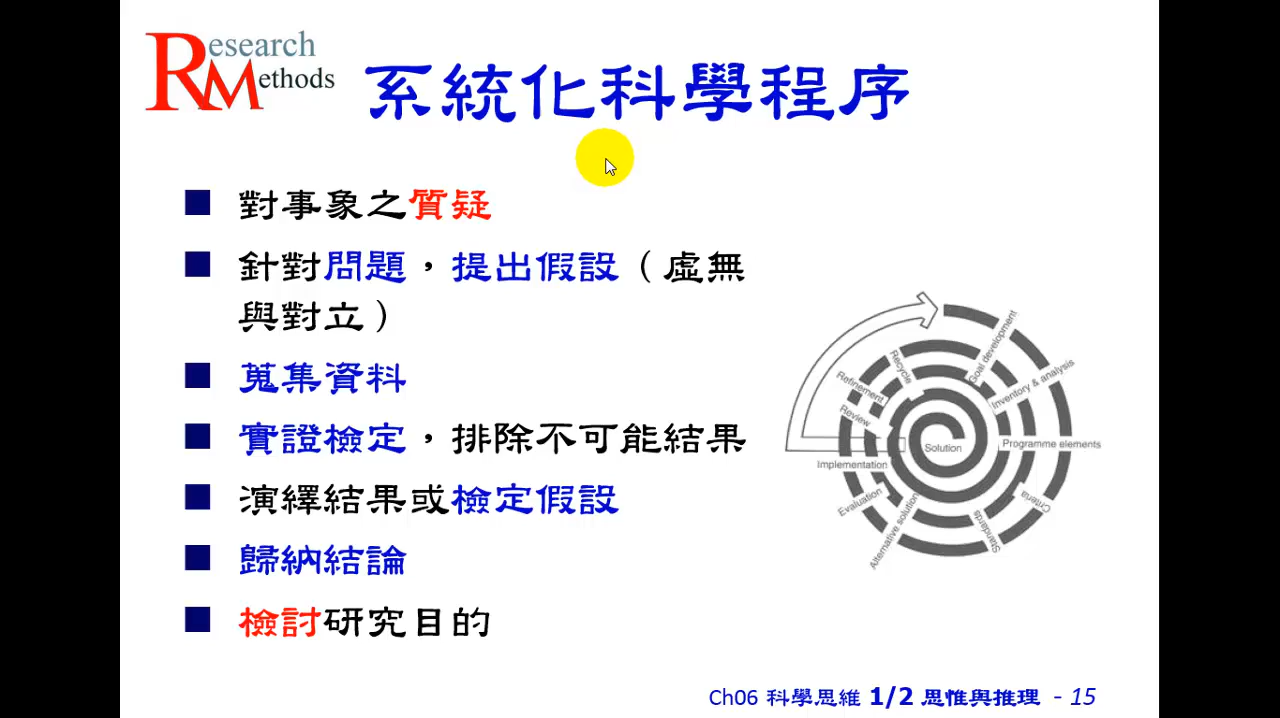 Research
Methods
系統化科學程序
對事象之質疑
針對問題，提出假設（虛無
與對立）
蒐集資料
實證檢定，排除不可能結果
演繹結果或檢定假設
歸納結論
檢討研究目的
Goal development
Inventory & analysis
Programme elements
Criteria
Standards
Alternative solution
Evaluation
Implementation
Review
Refinement
Recycle
Solution
Ch06 科學思維 1/2 思惟與推理 - 15